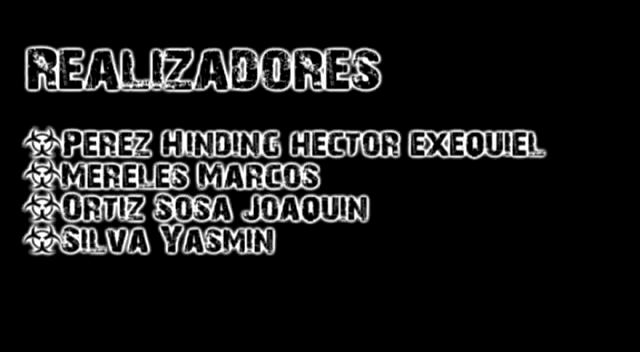 REALIZADORES
☣PEREZ HINDING HECTOR EXEQUIEL
☣MERELES MARCOS
☣ORTIZ SOSA JOAQUIN
☣SILVA YASMIN